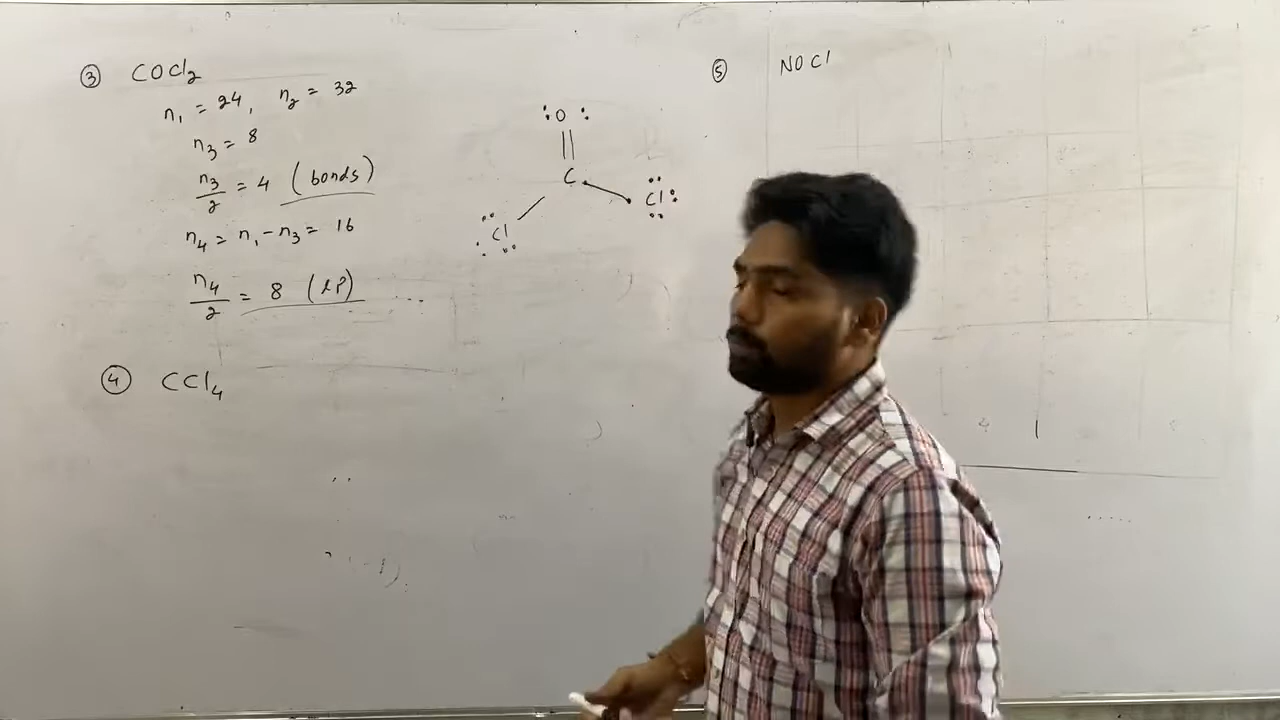 ③ COCl₂
n₁ = 24, n₂ = 32
n₃ = 8
n₃/2 = 4 (bonds)
n₄ = n₁ - n₃ = 16
n₄/2 = 8 (lp)
O
C
Cl
Cl
④ CCl₄
⑤ NOCl